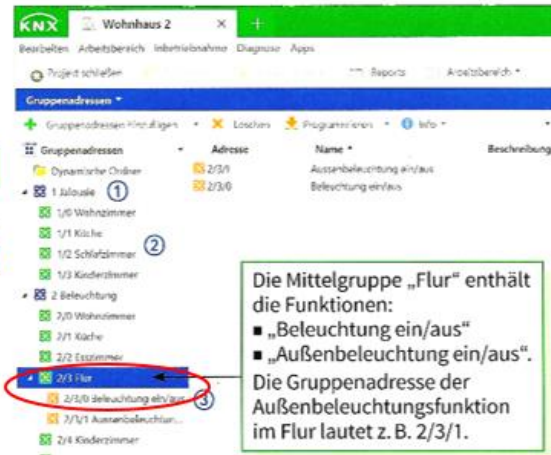 KNX Wohnhaus 2 × +
Bearbeiten Arbeitsbereich Inbetriebnahme Diagnose Apps
Projekt schließen Reports Arbeitsbereich
Gruppenadressen
Gruppenadressen Hinzufügen Löschen Programmieren Info
Gruppenadressen Adresse Name Beschreibung
Dynamische Ordner 2/3/1 Aussenbeleuchtung ein/aus
1 Jalousie ① 2/3/0 Beleuchtung ein/aus
1/0 Wohnzimmer
1/1 Küche
1/2 Schlafzimmer ②
1/3 Kinderzimmer
2 Beleuchtung
2/0 Wohnzimmer
2/1 Küche
2/2 Esszimmer
2/3 Flur
2/3/0 Beleuchtung ein/aus ③
2/3/1 Aussenbeleuchtun...
2/4 Kinderzimmer
Die Mittelgruppe „Flur“ enthält
die Funktionen:
■ „Beleuchtung ein/aus“
■ „Außenbeleuchtung ein/aus“.
Die Gruppenadresse der
Außenbeleuchtungsfunktion
im Flur lautet z. B. 2/3/1.